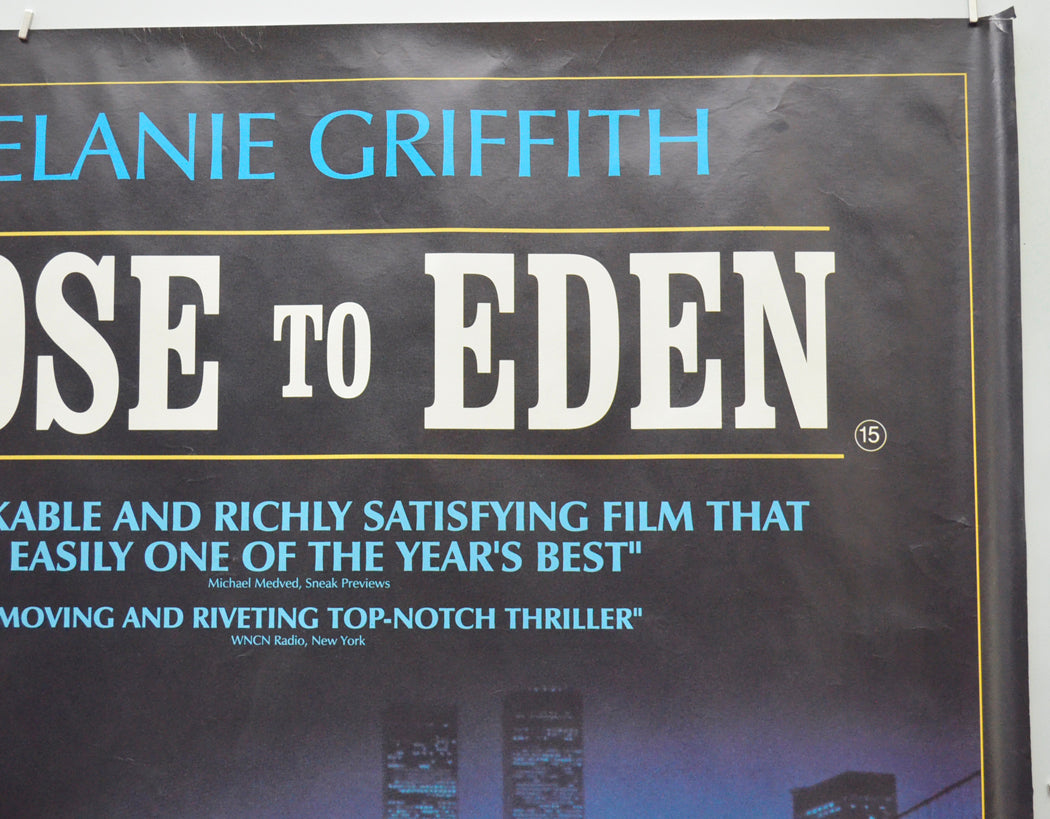 ELANIE GRIFFITH
OSE TO EDEN
15
KABLE AND RICHLY SATISFYING FILM THAT
EASILY ONE OF THE YEAR'S BEST"
Michael Medved, Sneak Previews
MOVING AND RIVETING TOP-NOTCH THRILLER"
WNCN Radio, New York